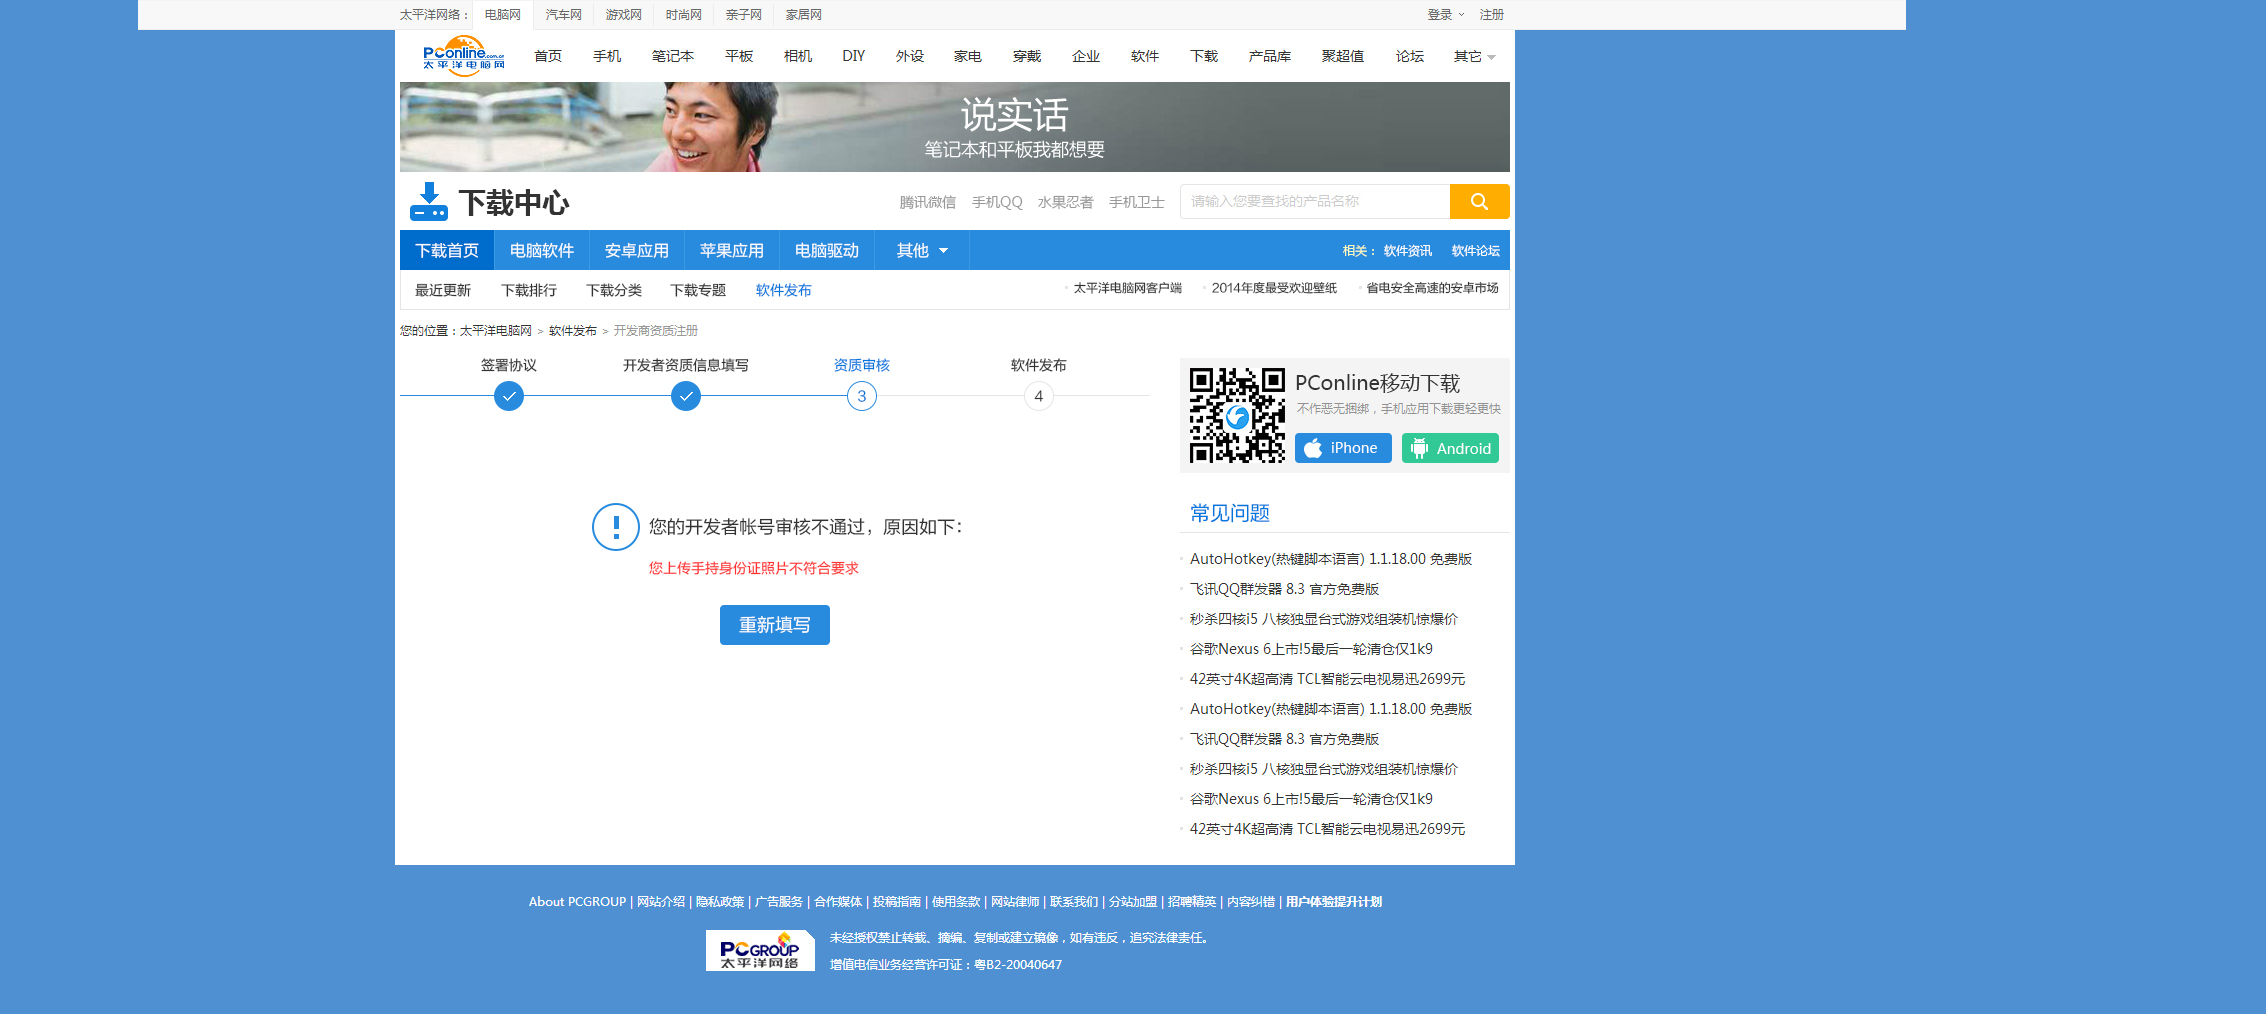 太平洋网络： 电脑网 汽车网 游戏网 时尚网 亲子网 家居网 登录 注册
PConline.com.cn 太平洋电脑网
首页 手机 笔记本 平板 相机 DIY 外设 家电 穿戴 企业 软件 下载 产品库 聚超值 论坛 其它
说实话
笔记本和平板我都想要
下载中心 腾讯微信 手机QQ 水果忍者 手机卫士 请输入您要查找的产品名称
下载首页 电脑软件 安卓应用 苹果应用 电脑驱动 其他 相关： 软件资讯 软件论坛
最近更新 下载排行 下载分类 下载专题 软件发布 太平洋电脑网客户端 2014年度最受欢迎壁纸 省电安全高速的安卓市场
您的位置：太平洋电脑网 > 软件发布 > 开发商资质注册
签署协议 开发者资质信息填写 资质审核 软件发布
3 4
您的开发者帐号审核不通过，原因如下：
您上传手持身份证照片不符合要求
重新填写
PConline移动下载
不作恶无捆绑，手机应用下载更轻更快
iPhone Android
常见问题
AutoHotkey(热键脚本语言) 1.1.18.00 免费版
飞讯QQ群发器 8.3 官方免费版
秒杀四核i5 八核独显台式游戏组装机惊爆价
谷歌Nexus 6上市!5最后一轮清仓仅1k9
42英寸4K超高清 TCL智能云电视易迅2699元
AutoHotkey(热键脚本语言) 1.1.18.00 免费版
飞讯QQ群发器 8.3 官方免费版
秒杀四核i5 八核独显台式游戏组装机惊爆价
谷歌Nexus 6上市!5最后一轮清仓仅1k9
42英寸4K超高清 TCL智能云电视易迅2699元
About PCGROUP | 网站介绍 | 隐私政策 | 广告服务 | 合作媒体 | 投稿指南 | 使用条款 | 网站律师 | 联系我们 | 分站加盟 | 招聘精英 | 内容纠错 | 用户体验提升计划
PCGROUP 太平洋网络
未经授权禁止转载、摘编、复制或建立镜像，如有违反，追究法律责任。
增值电信业务经营许可证：粤B2-20040647